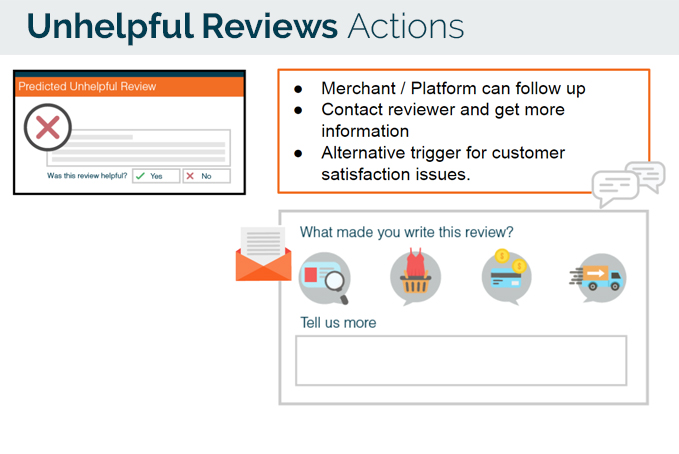 Unhelpful Reviews Actions
Predicted Unhelpful Review
Was this review helpful? Yes No
● Merchant / Platform can follow up
● Contact reviewer and get more
information
● Alternative trigger for customer
satisfaction issues.
What made you write this review?
Tell us more